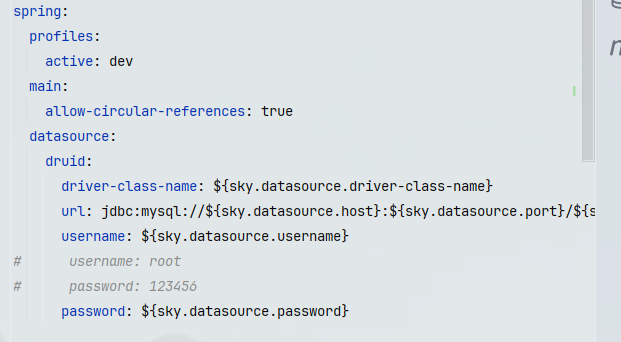 spring:
  profiles:
    active: dev
  main:
    allow-circular-references: true
  datasource:
    druid:
      driver-class-name: ${sky.datasource.driver-class-name}
      url: jdbc:mysql://${sky.datasource.host}:${sky.datasource.port}/${s
      username: ${sky.datasource.username}
#      username: root
#      password: 123456
      password: ${sky.datasource.password}